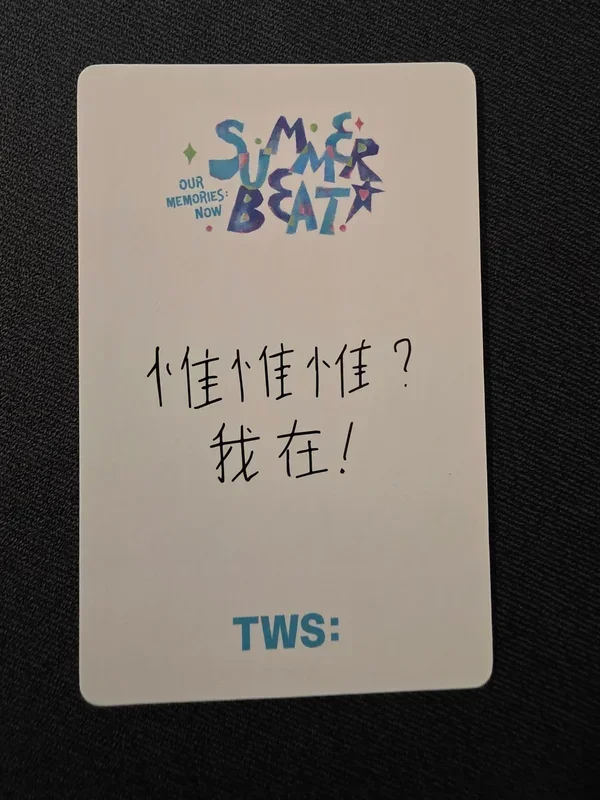 SUMMER
BEAT!
OUR
MEMORIES:
NOW
惟惟惟？
我在！
TWS: